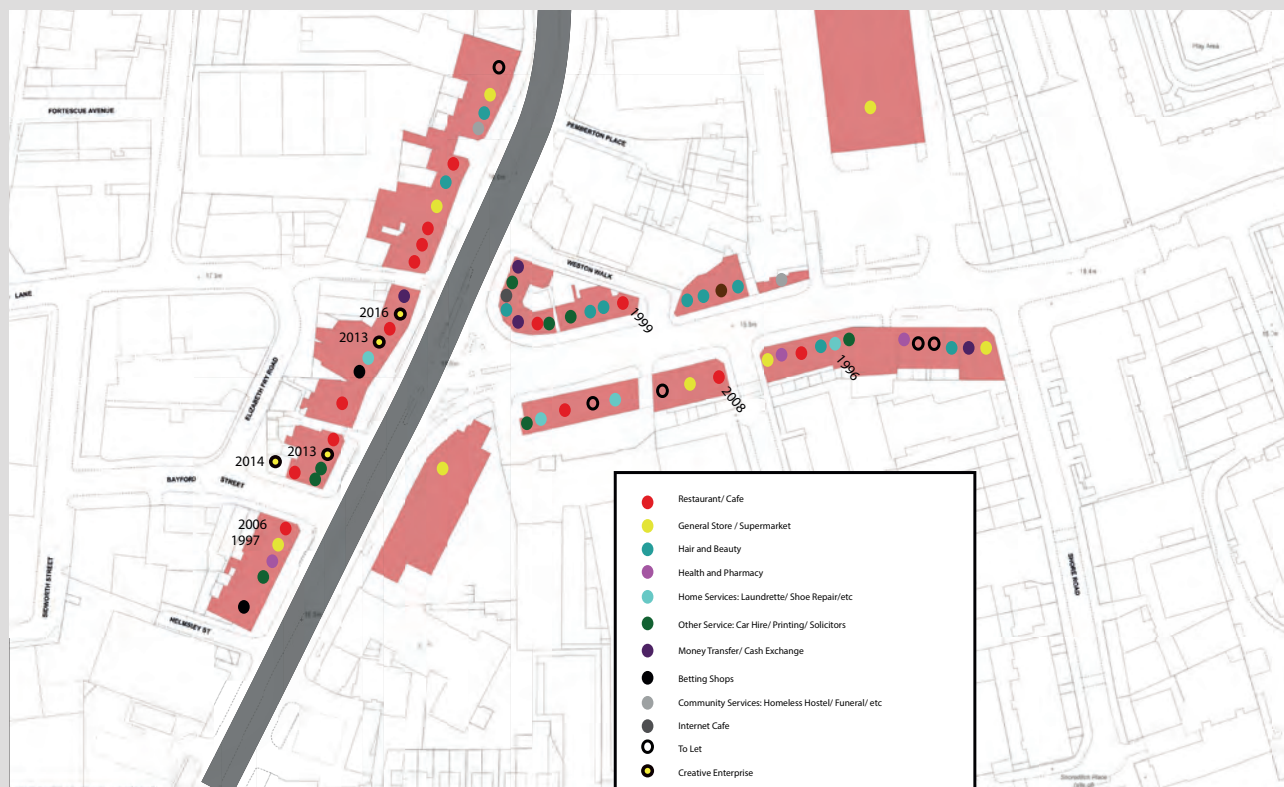 Play Area
FORTESCUE AVENUE
PEMBERTON PLACE
WESTON WALK
LANE
2016
1999
2013
1996
ELIZABETH FRY ROAD
2008
2013
2014
BAYFORD STREET
2006
1997
SIDWORTH STREET
HELMSLEY ST
SHORE ROAD
Restaurant/ Cafe
General Store / Supermarket
Hair and Beauty
Health and Pharmacy
Home Services: Laundrette/ Shoe Repair/etc
Other Service: Car Hire/ Printing/ Solicitors
Money Transfer/ Cash Exchange
Betting Shops
Community Services: Homeless Hostel/ Funeral/ etc
Internet Cafe
To Let
Creative Enterprise